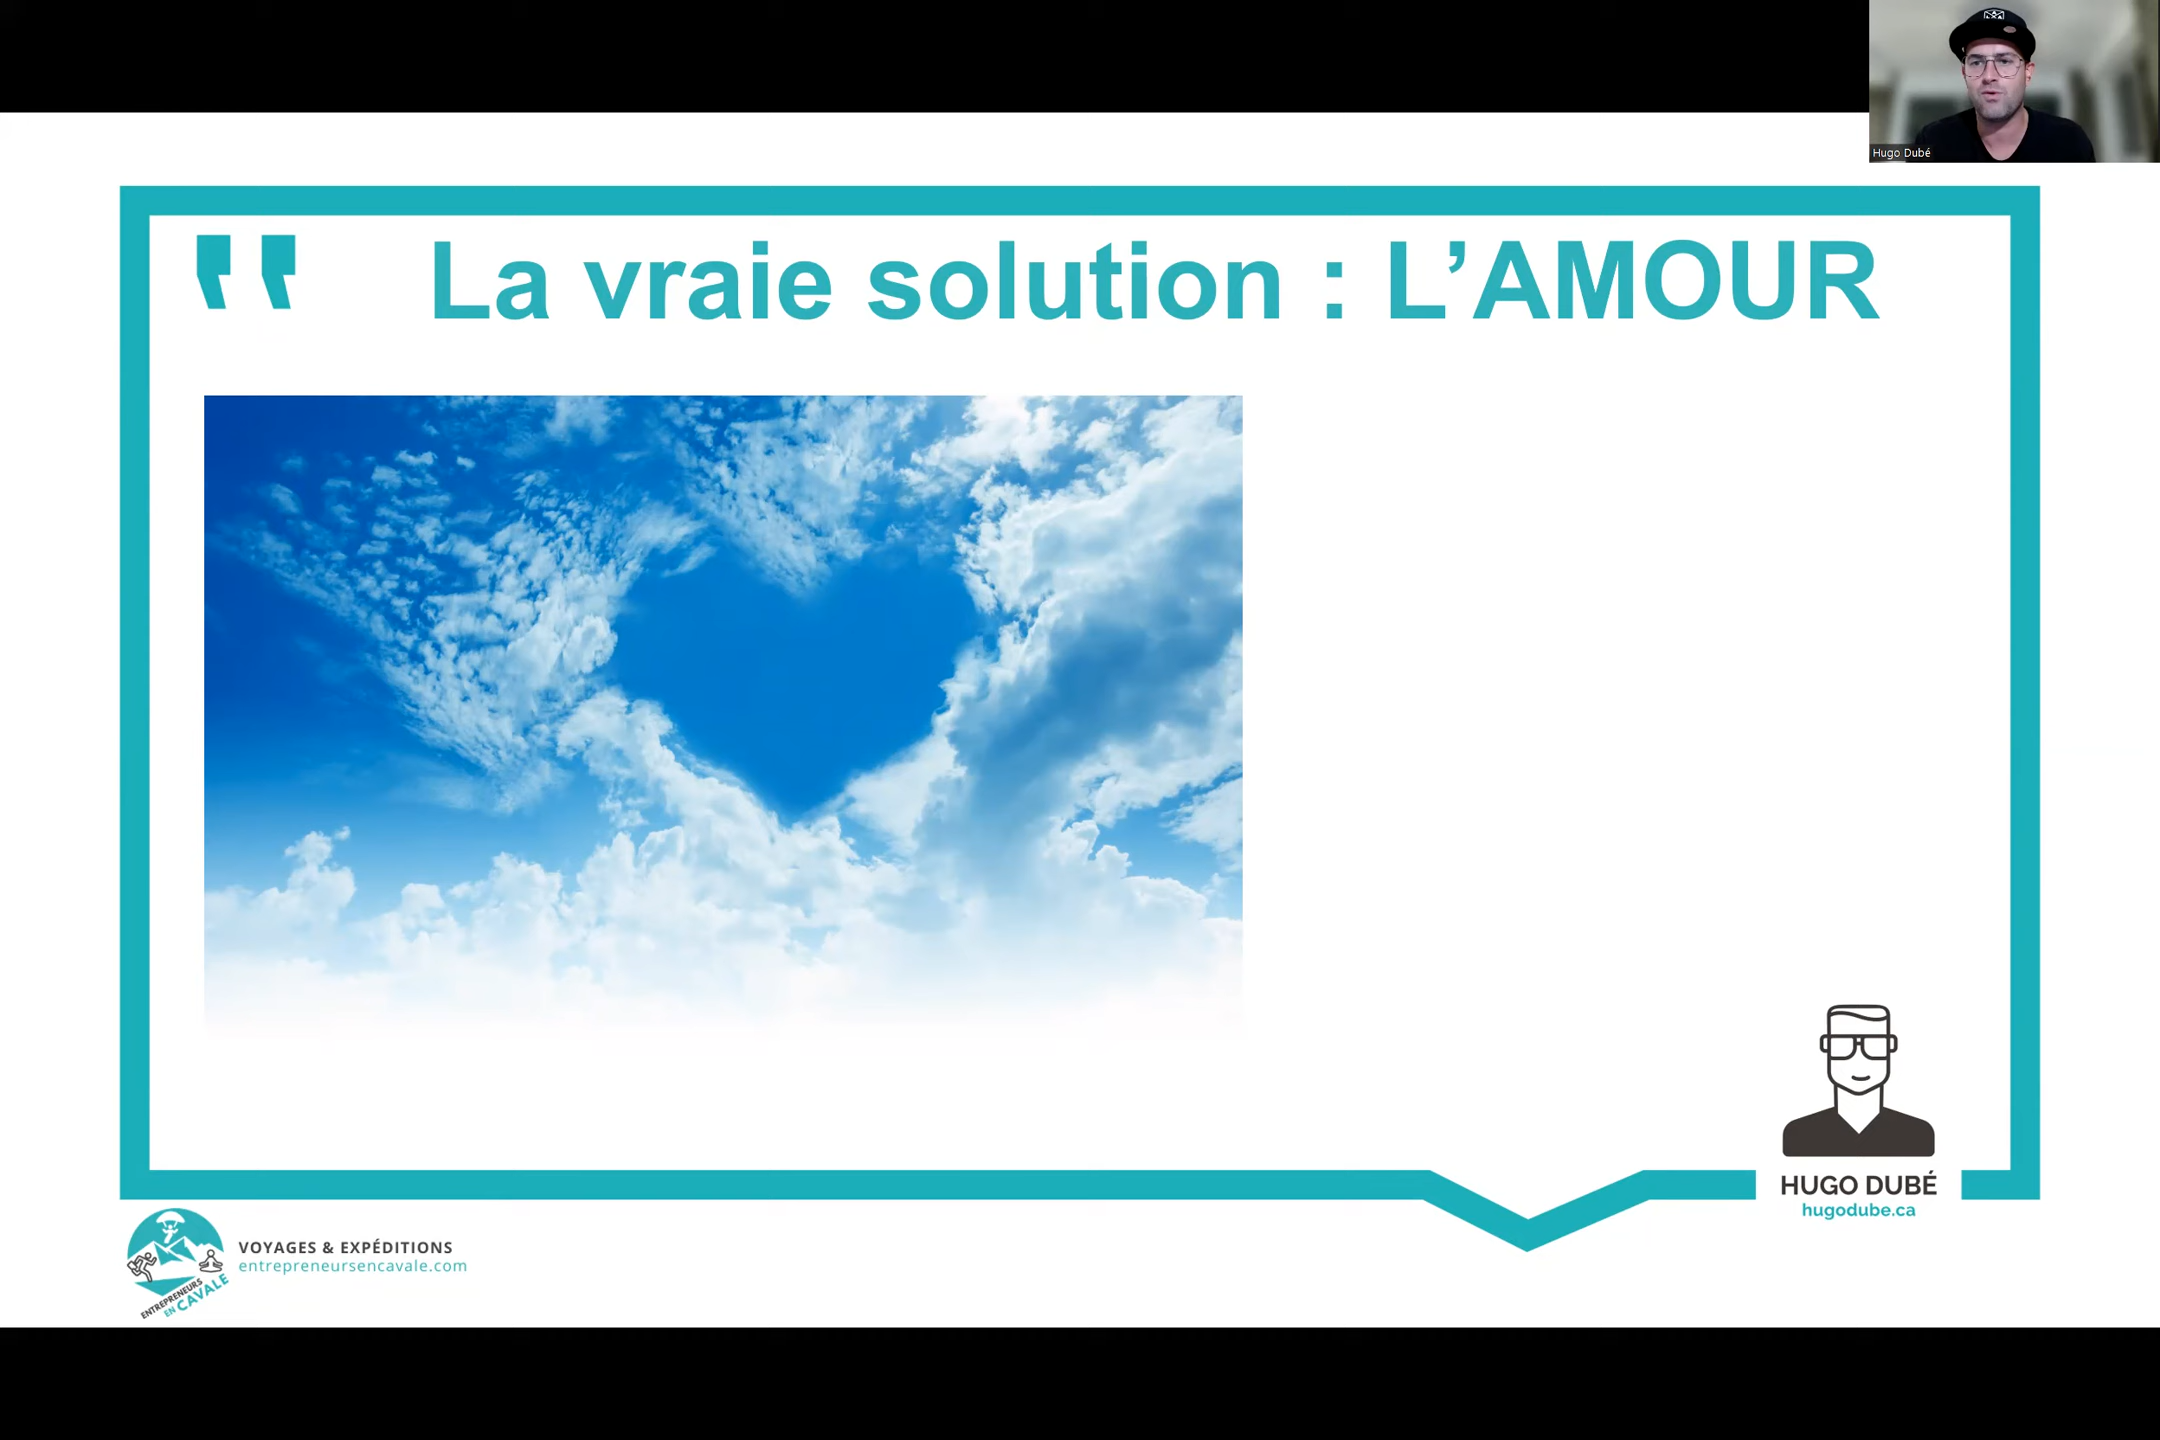 Hugo Dubé
" La vraie solution : L’AMOUR
HUGO DUBÉ
hugodube.ca
VOYAGES & EXPÉDITIONS
entrepreneursencavale.com
ENTREPRENEURS
EN CAVALE